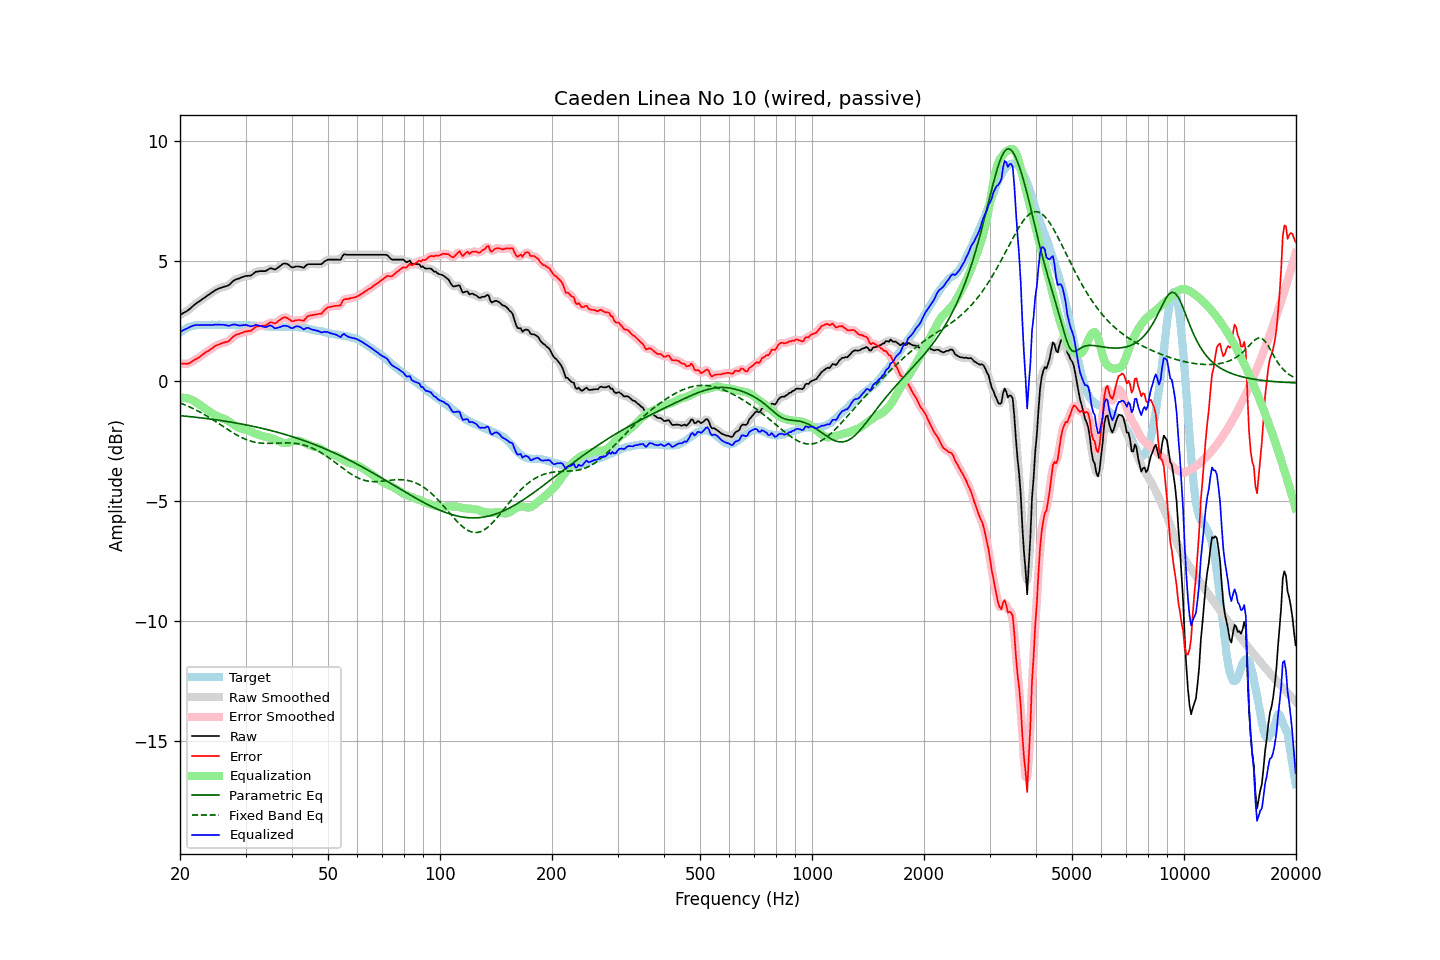 Caeden Linea No 10 (wired, passive)
10
5
0
−5
−10
−15
Amplitude (dBr)
Target
Raw Smoothed
Error Smoothed
Raw
Error
Equalization
Parametric Eq
Fixed Band Eq
Equalized
20 50 100 200 500 1000 2000 5000 10000 20000
Frequency (Hz)